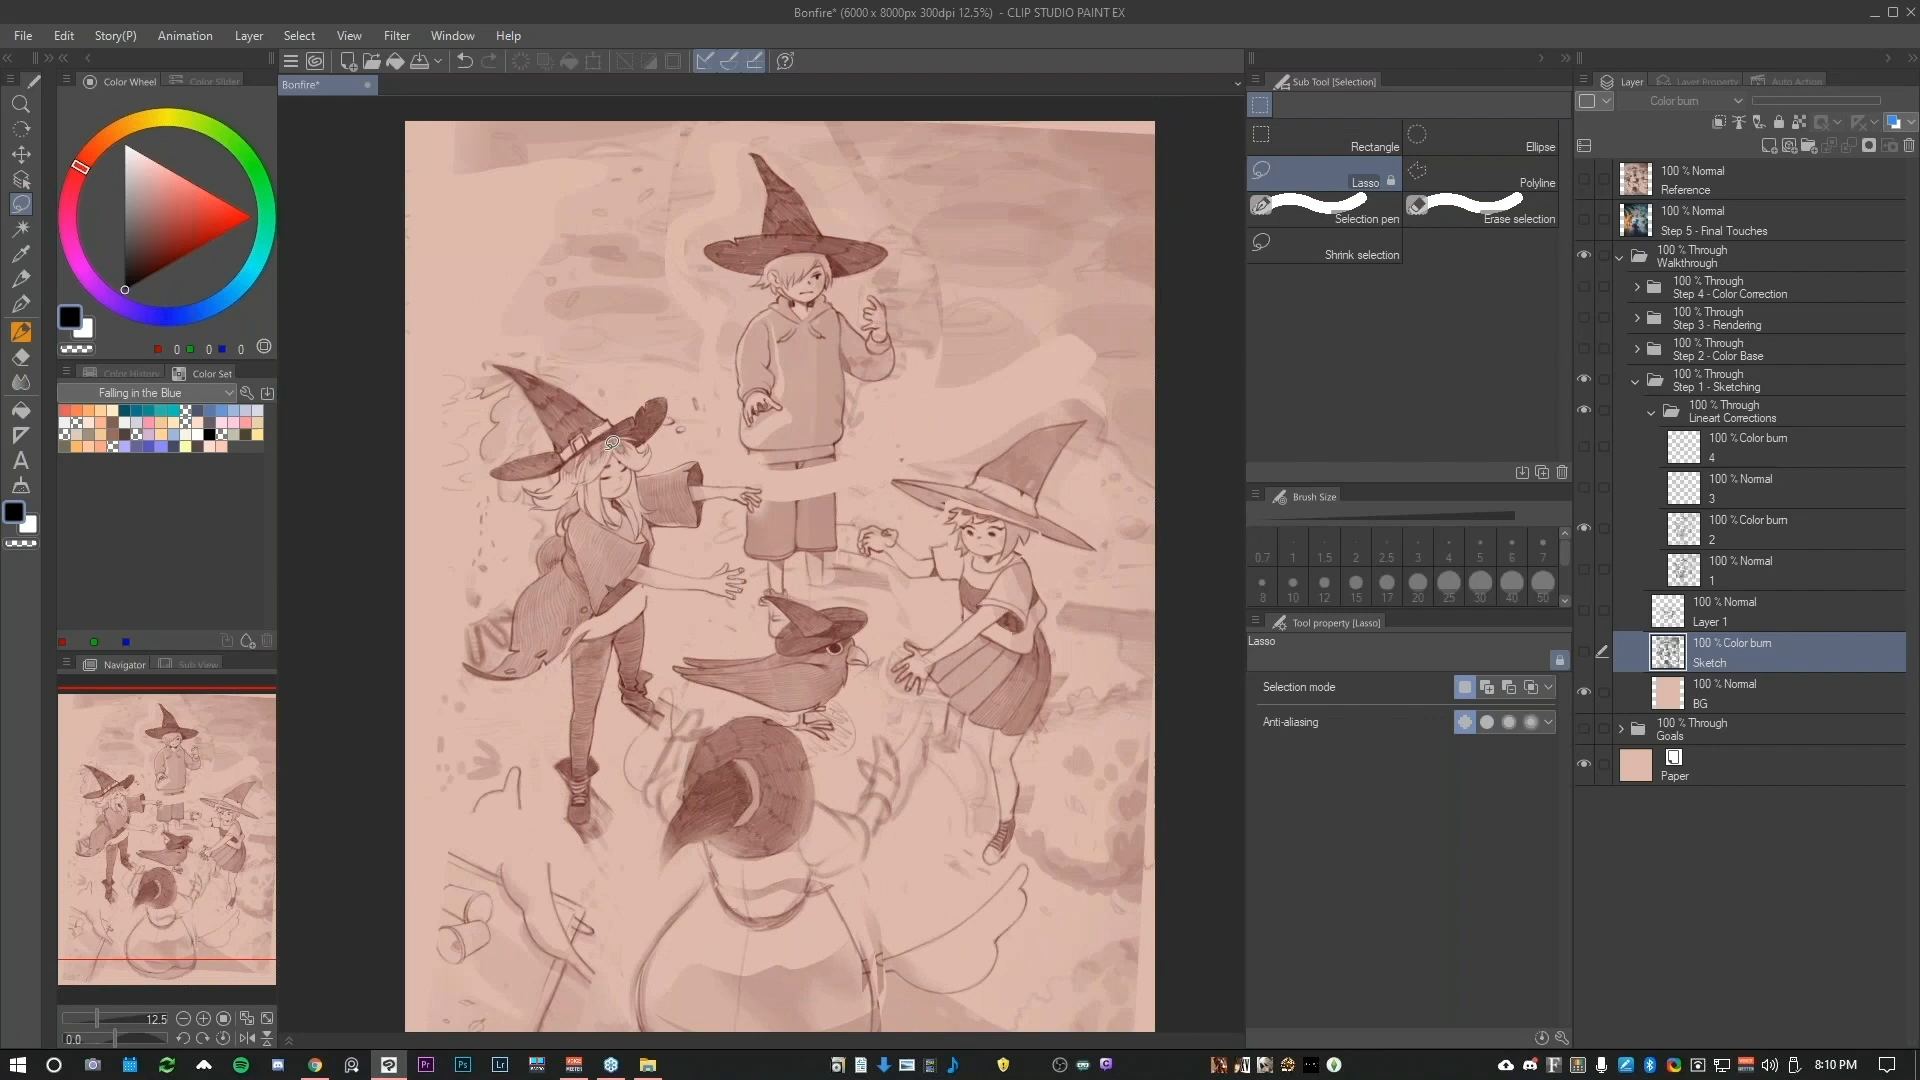 Bonfire* (6000 x 8000px 300dpi 12.5%)  - CLIP STUDIO PAINT EX
File Edit Story(P) Animation Layer Select View Filter Window Help
Color Wheel Color Slider
Bonfire*
Sub Tool [Selection]
Layer Layer Property Auto Action
Color burn
Rectangle
Ellipse
Lasso
Polyline
Selection pen
Erase selection
Shrink selection
100 % Normal
Reference
100 % Normal
Step 5 - Final Touches
100 % Through
Walkthrough
100 % Through
Step 4 - Color Correction
100 % Through
Step 3 - Rendering
100 % Through
Step 2 - Color Base
100 % Through
Step 1 - Sketching
100 % Through
Lineart Corrections
100 % Color burn
4
100 % Normal
3
100 % Color burn
2
100 % Normal
1
100 % Normal
Layer 1
100 % Color burn
Sketch
100 % Normal
BG
100 % Through
Goals
Paper
0 0 0
Color History Color Set
Falling in the Blue
Brush Size
0.7 1 1.5 2 2.5 3 4 5 6 7
8 10 12 15 17 20 25 30 40 50
Tool property [Lasso]
Lasso
Selection mode
Anti-aliasing
Navigator Sub View
12.5
0.0
Pr Ps Lr
8:10 PM